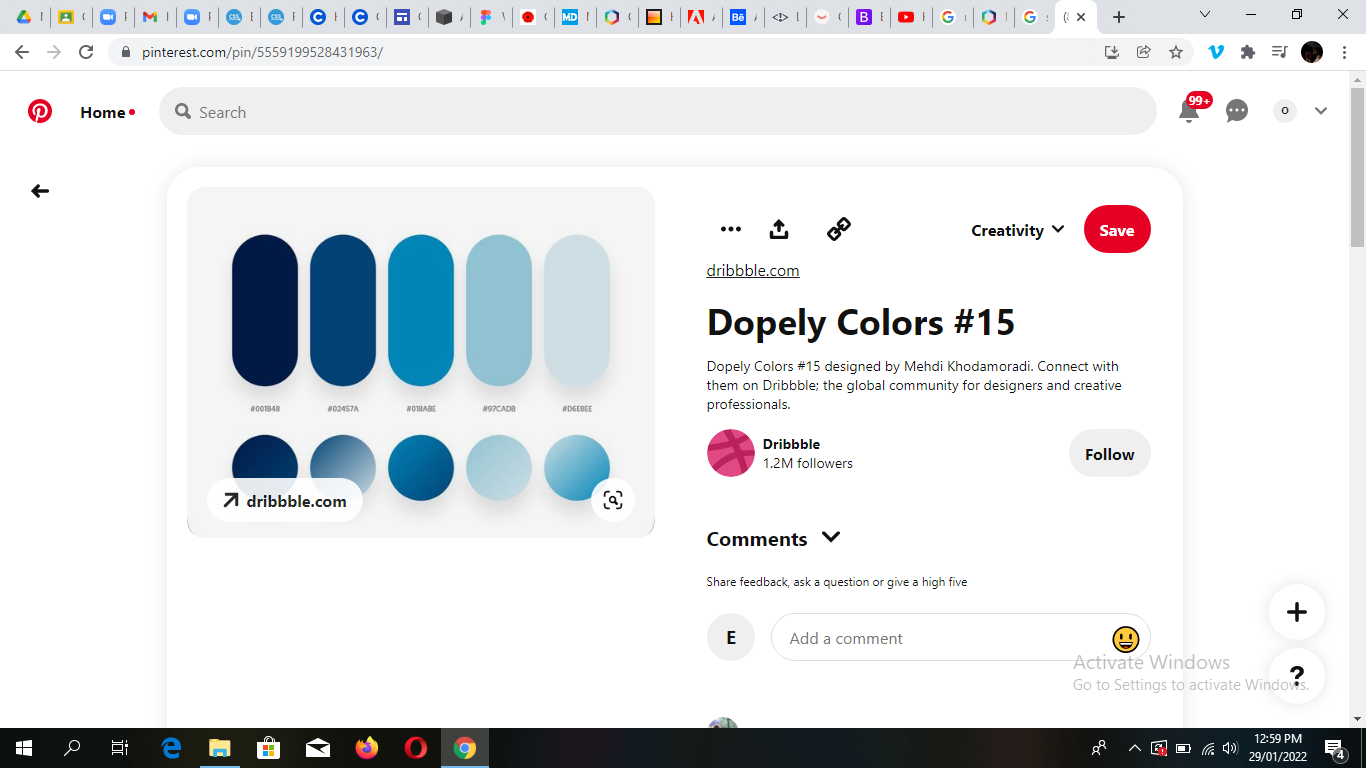 pinterest.com/pin/5559199528431963/
Home
Search
99+
Creativity
Save
dribbble.com
Dopely Colors #15
#001B48
#02457A
#018ABE
#97CADB
#D6E8EE
Dopely Colors #15 designed by Mehdi Khodamoradi. Connect with
them on Dribbble; the global community for designers and creative
professionals.
Dribbble
1.2M followers
Follow
dribbble.com
Comments
Share feedback, ask a question or give a high five
E
Add a comment
Activate Windows
Go to Settings to activate Windows.
?
12:59 PM
29/01/2022
4